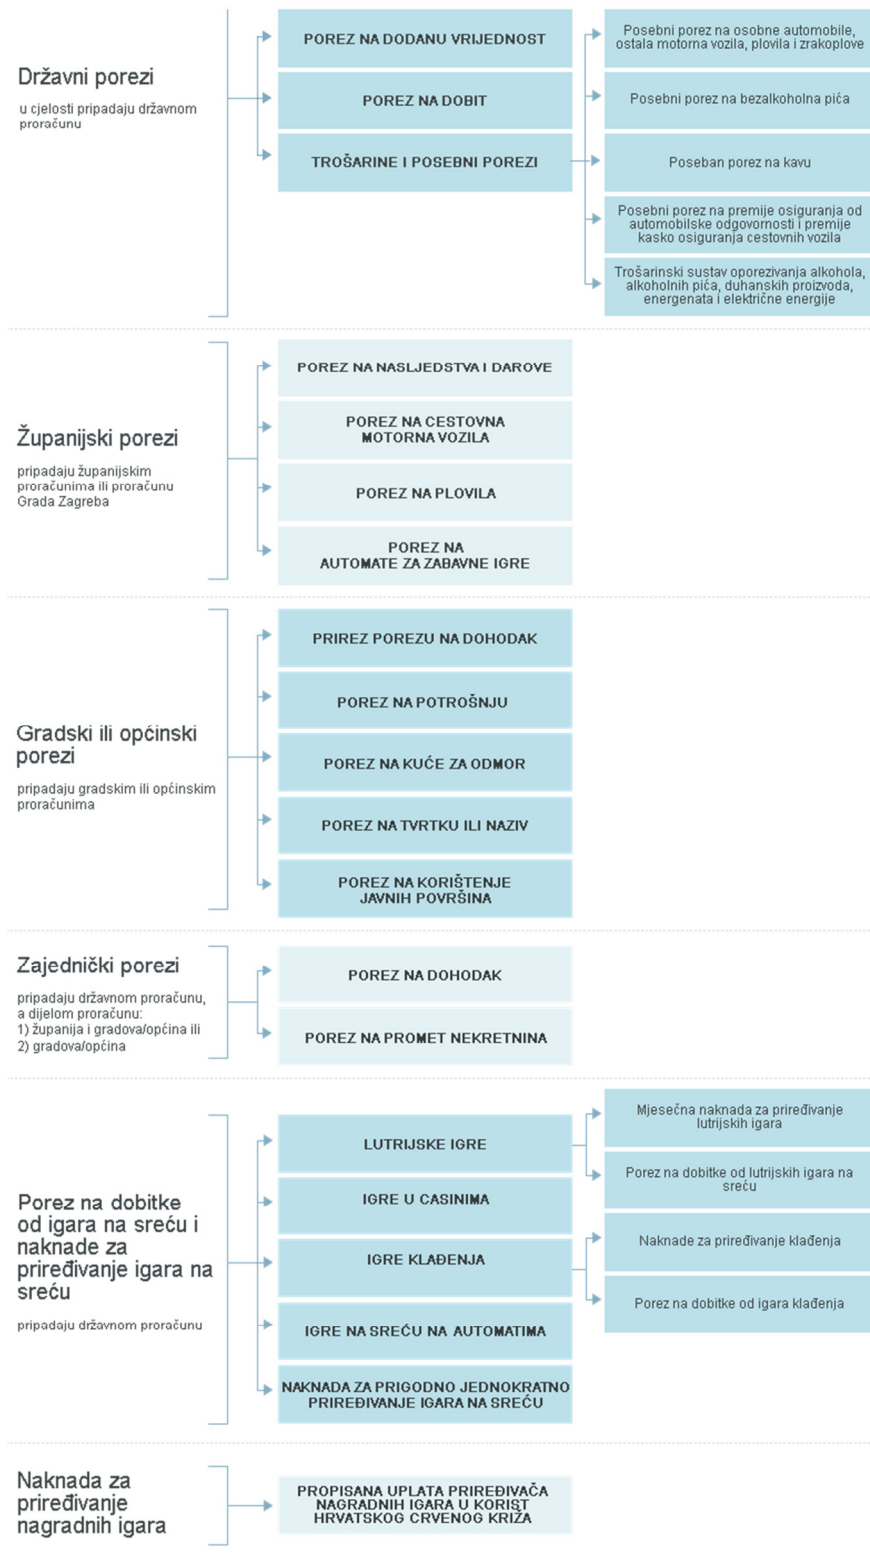 Državni porezi
u cjelosti pripadaju državnom
proračunu
POREZ NA DODANU VRIJEDNOST
POREZ NA DOBIT
TROŠARINE I POSEBNI POREZI
Posebni porez na osobne automobile,
ostala motorna vozila, plovila i zrakoplove
Posebni porez na bezalkoholna pića
Poseban porez na kavu
Posebni porez na premije osiguranja od
automobilske odgovornosti i premije
kasko osiguranja cestovnih vozila
Trošarinski sustav oporezivanja alkohola,
alkoholnih pića, duhanskih proizvoda,
energenata i električne energije
Županijski porezi
pripadaju županijskim
proračunima ili proračunu
Grada Zagreba
POREZ NA NASLJEDSTVA I DAROVE
POREZ NA CESTOVNA
MOTORNA VOZILA
POREZ NA PLOVILA
POREZ NA
AUTOMATE ZA ZABAVNE IGRE
Gradski ili općinski
porezi
pripadaju gradskim ili općinskim
proračunima
PRIREZ POREZU NA DOHODAK
POREZ NA POTROŠNJU
POREZ NA KUĆE ZA ODMOR
POREZ NA TVRTKU ILI NAZIV
POREZ NA KORIŠTENJE
JAVNIH POVRŠINA
Zajednički porezi
pripadaju državnom proračunu,
a dijelom proračunu:
1) županija i gradova/općina ili
2) gradova/općina
POREZ NA DOHODAK
POREZ NA PROMET NEKRETNINA
Porez na dobitke
od igara na sreću i
naknade za
priređivanje igara na
sreću
pripadaju državnom proračunu
LUTRIJSKE IGRE
IGRE U CASINIMA
IGRE KLAĐENJA
IGRE NA SREĆU NA AUTOMATIMA
NAKNADA ZA PRIGODNO JEDNOKRATNO
PRIREĐIVANJE IGARA NA SREĆU
Mjesečna naknada za priređivanje
lutrijskih igara
Porez na dobitke od lutrijskih igara na
sreću
Naknade za priređivanje klađenja
Porez na dobitke od igara klađenja
Naknada za
priređivanje
nagradnih igara
PROPISANA UPLATA PRIREĐIVAČA
NAGRADNIH IGARA U KORIST
HRVATSKOG CRVENOG KRIŽA